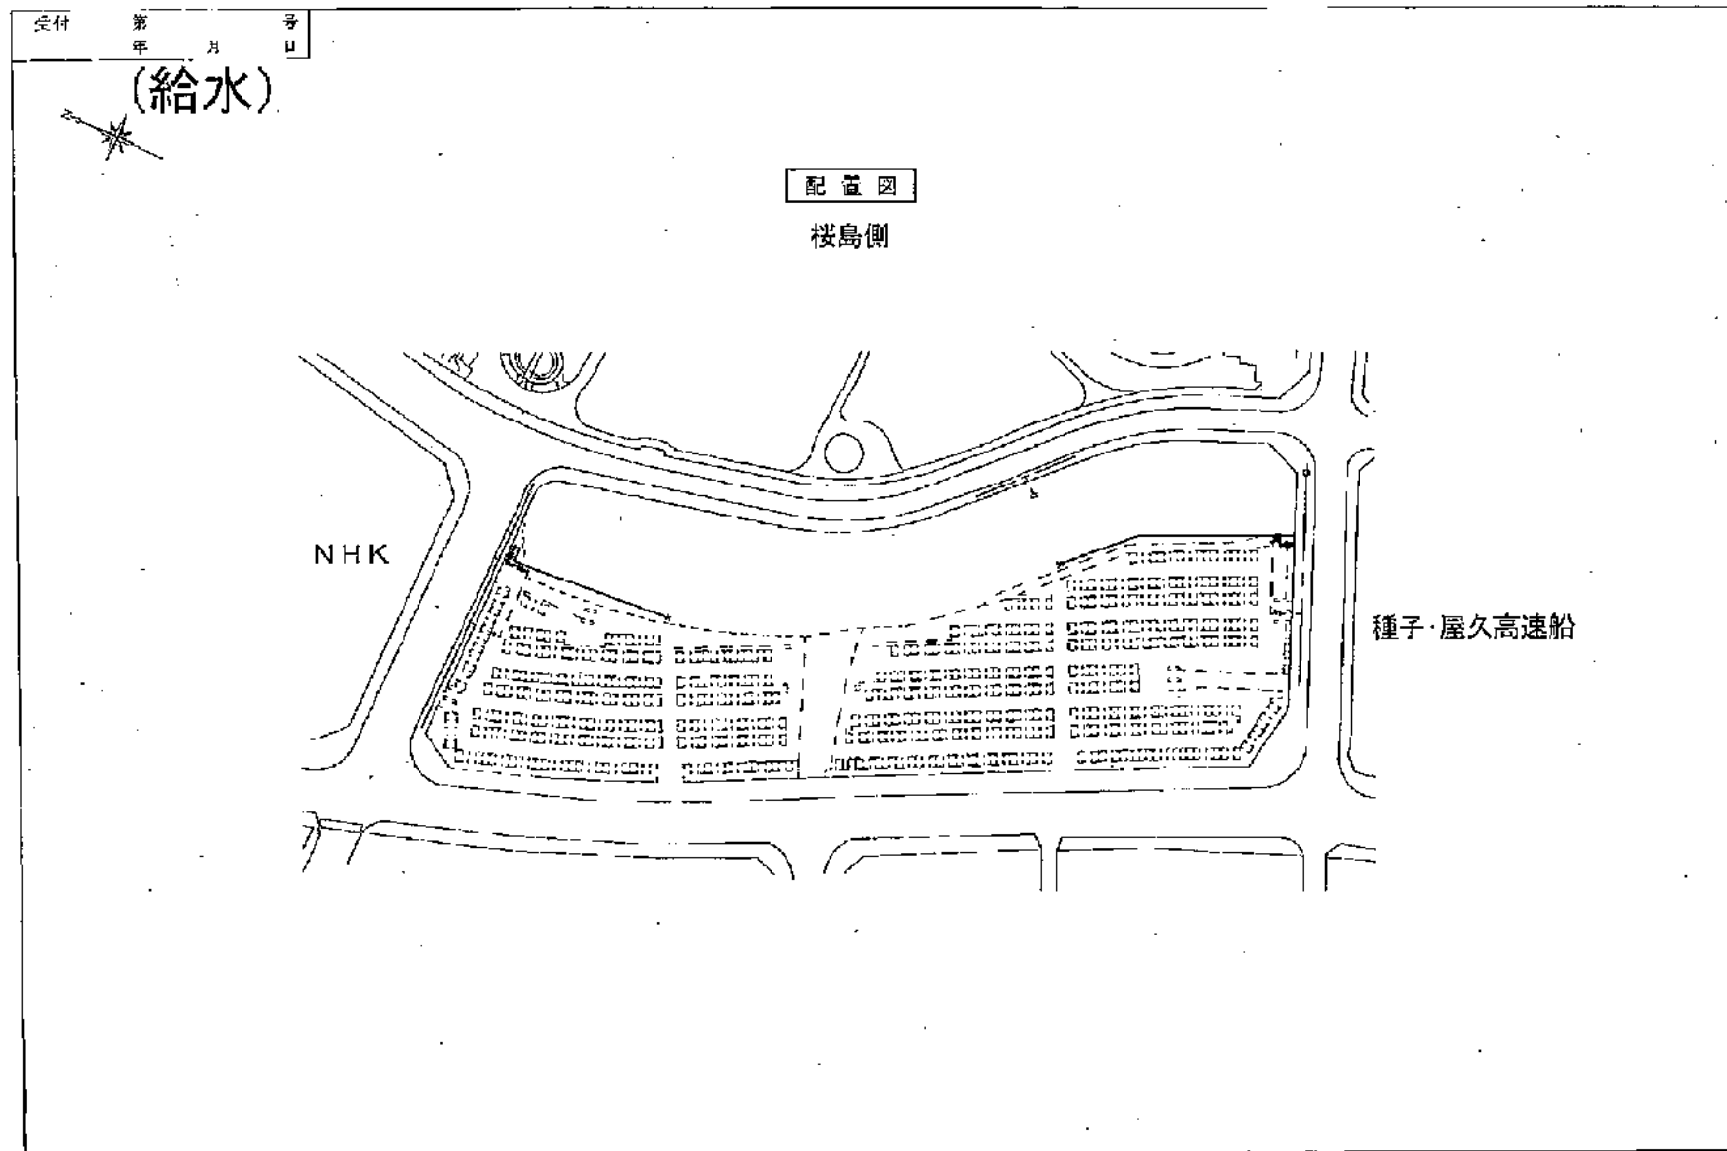 受付 第 号
年 月 日
(給水)
N
配置図
桜島側
NHK
種子・屋久高速船